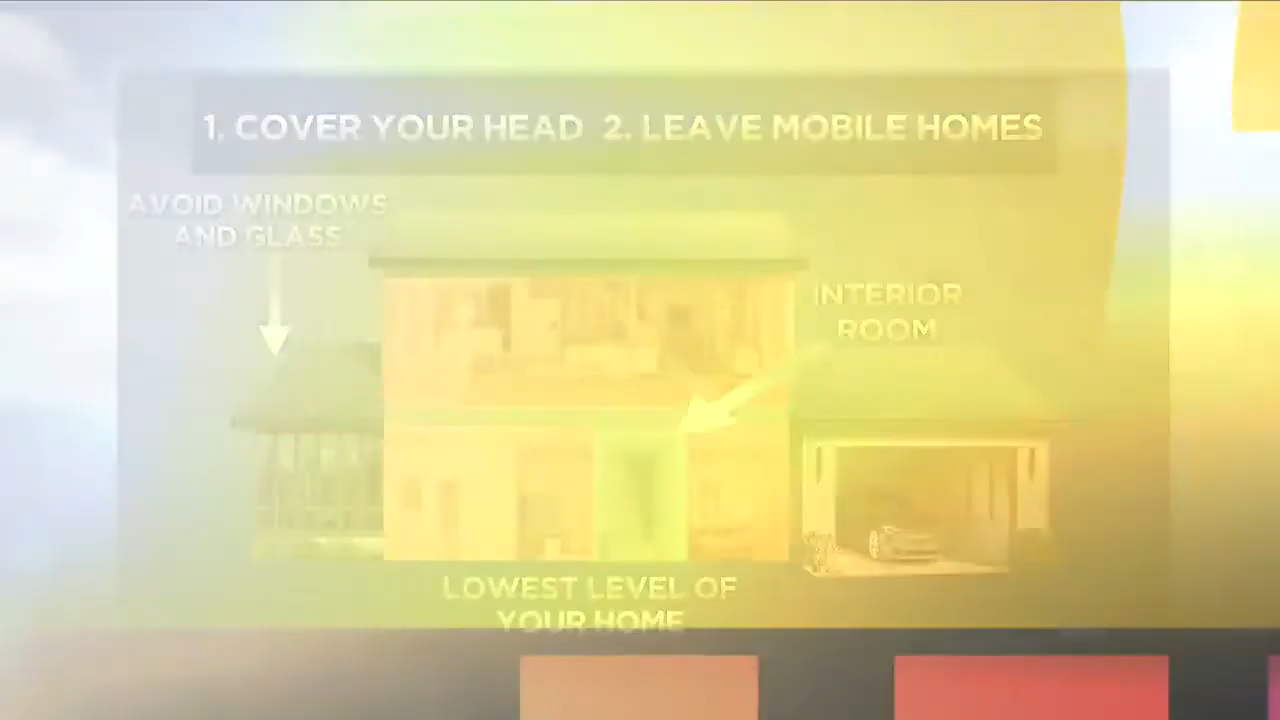 1. COVER YOUR HEAD 2. LEAVE MOBILE HOMES
AVOID WINDOWS
AND GLASS
INTERIOR
ROOM
LOWEST LEVEL OF
YOUR HOME